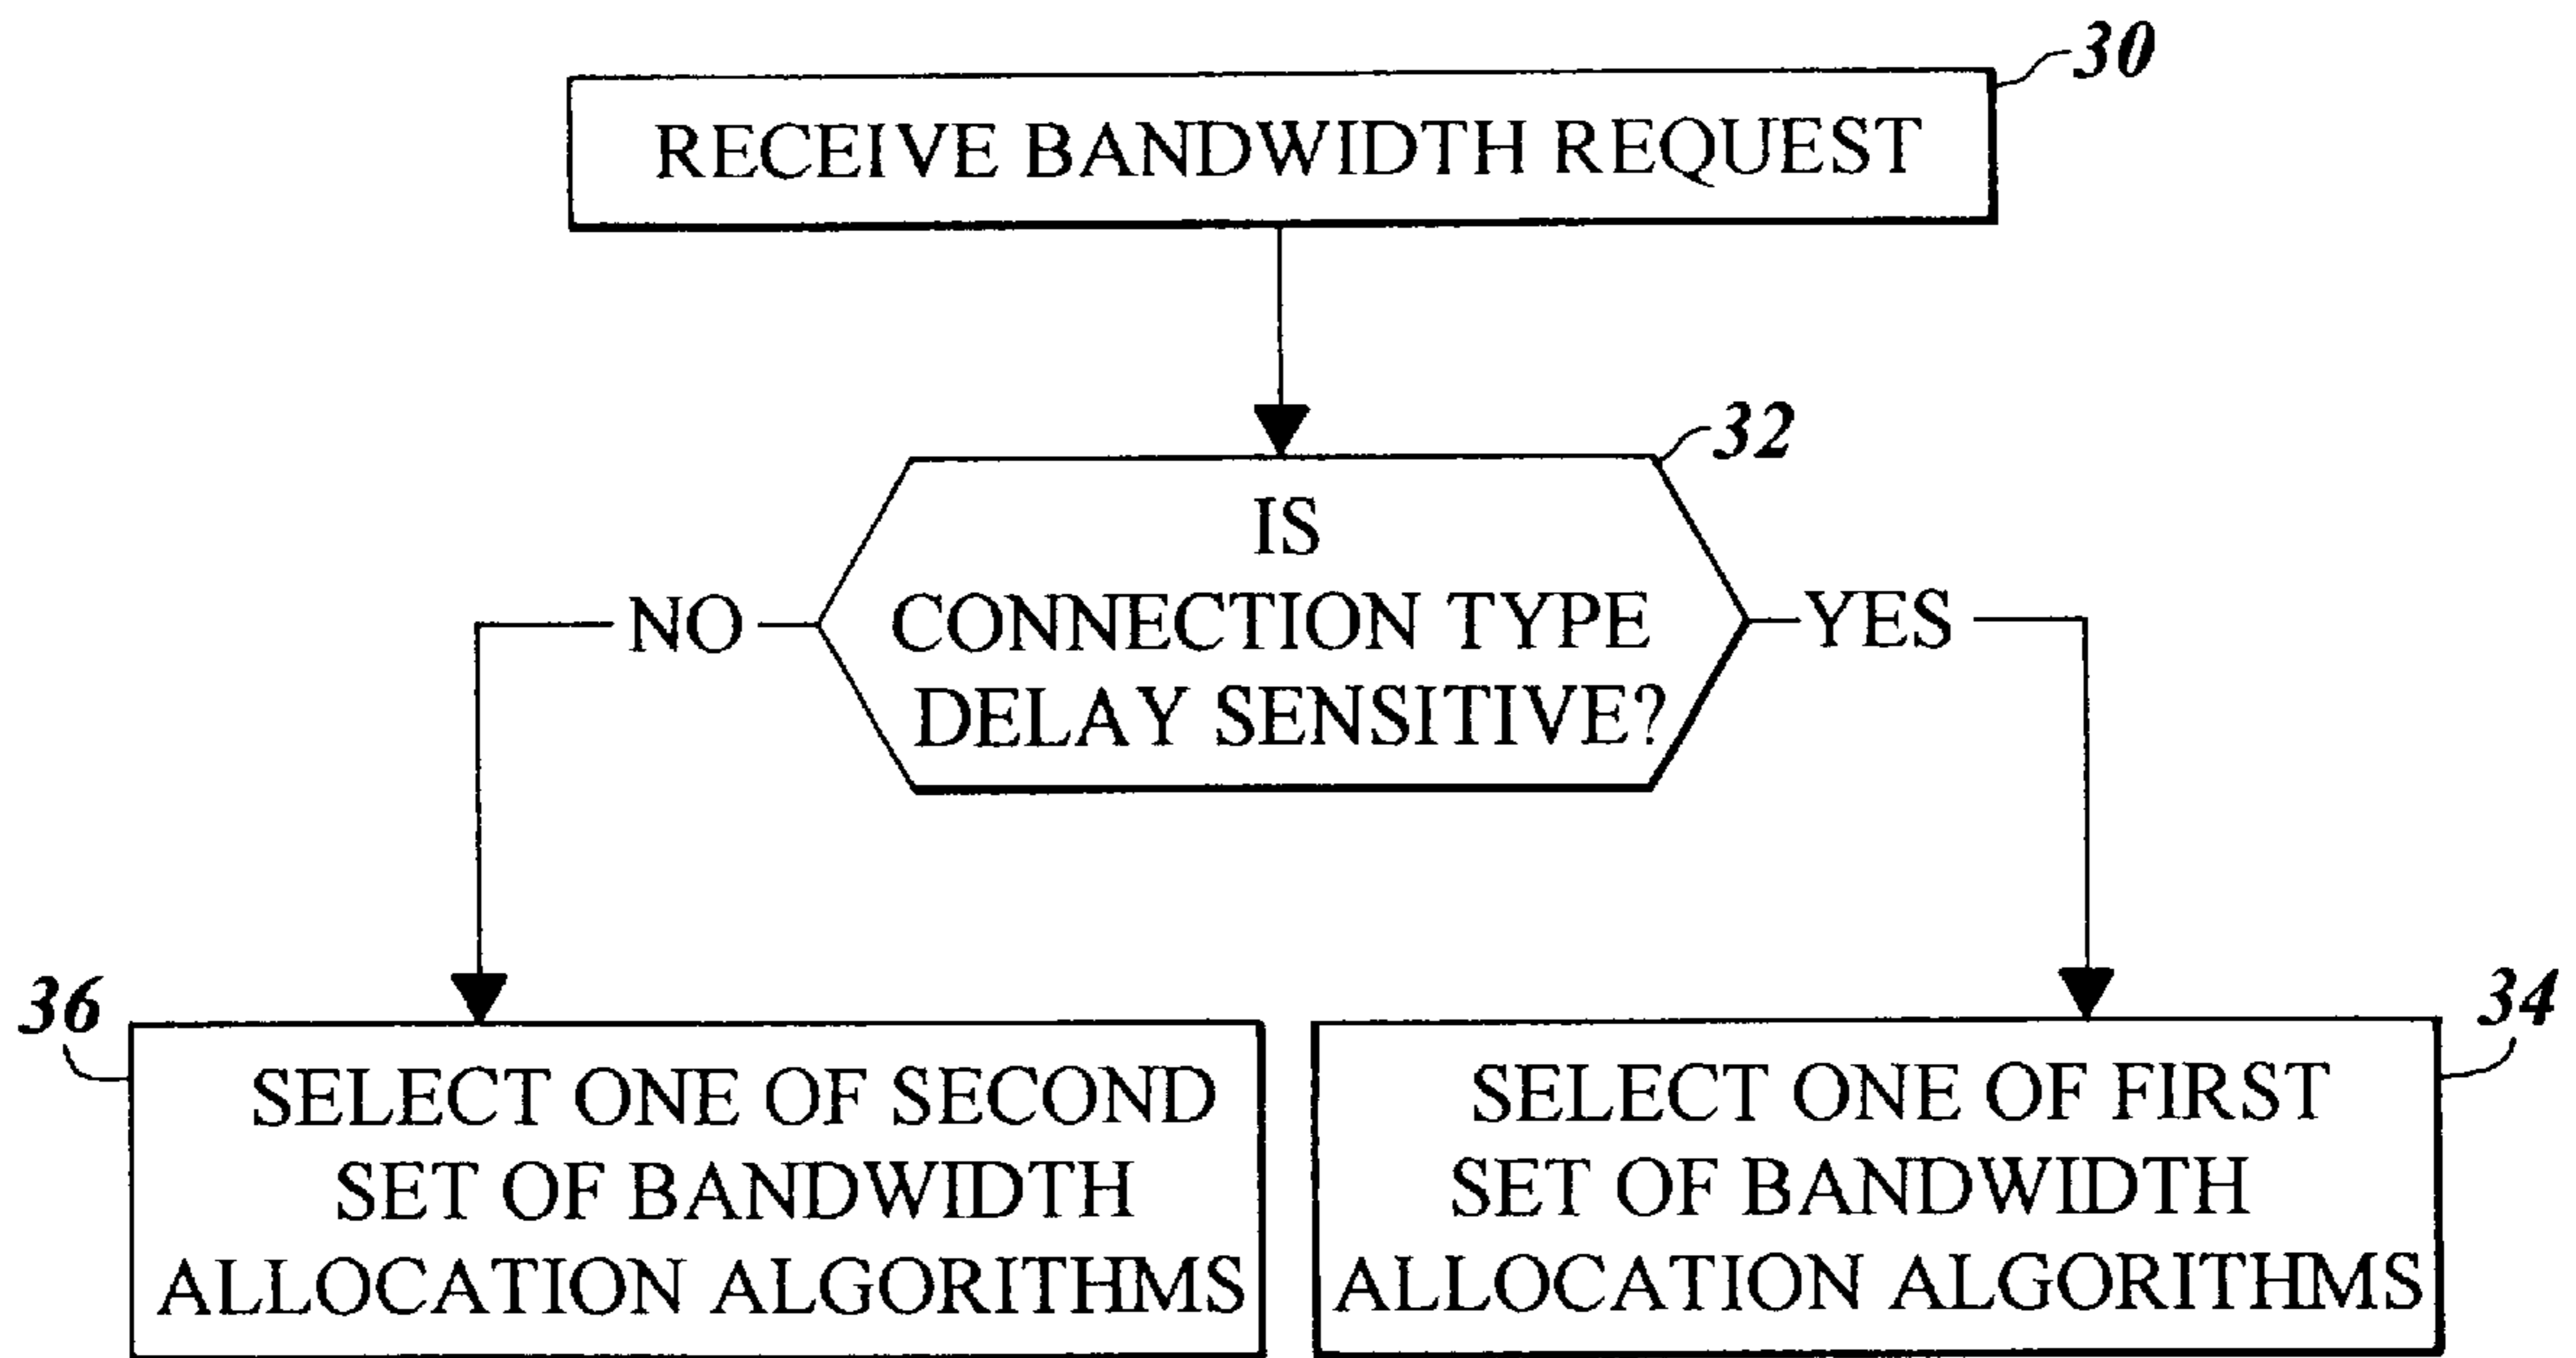 30
RECEIVE BANDWIDTH REQUEST
32
IS
CONNECTION TYPE
DELAY SENSITIVE?
NO
YES
36
SELECT ONE OF SECOND
SET OF BANDWIDTH
ALLOCATION ALGORITHMS
34
SELECT ONE OF FIRST
SET OF BANDWIDTH
ALLOCATION ALGORITHMS